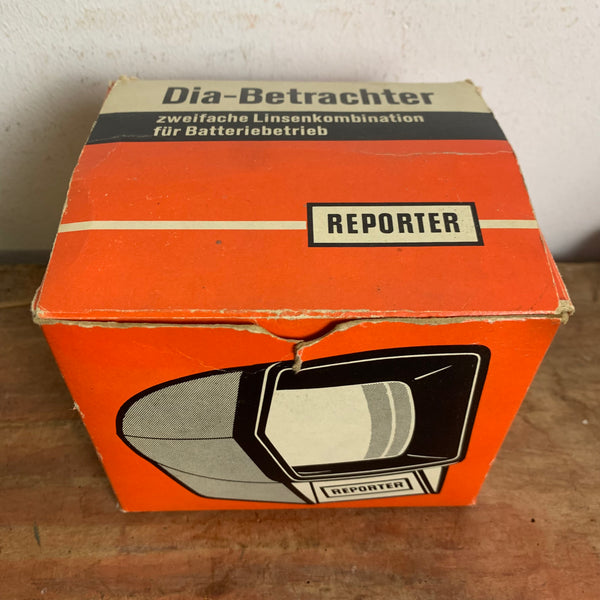 Dia-Betrachter
zweifache Linsenkombination
für Batteriebetrieb
REPORTER
REPORTER